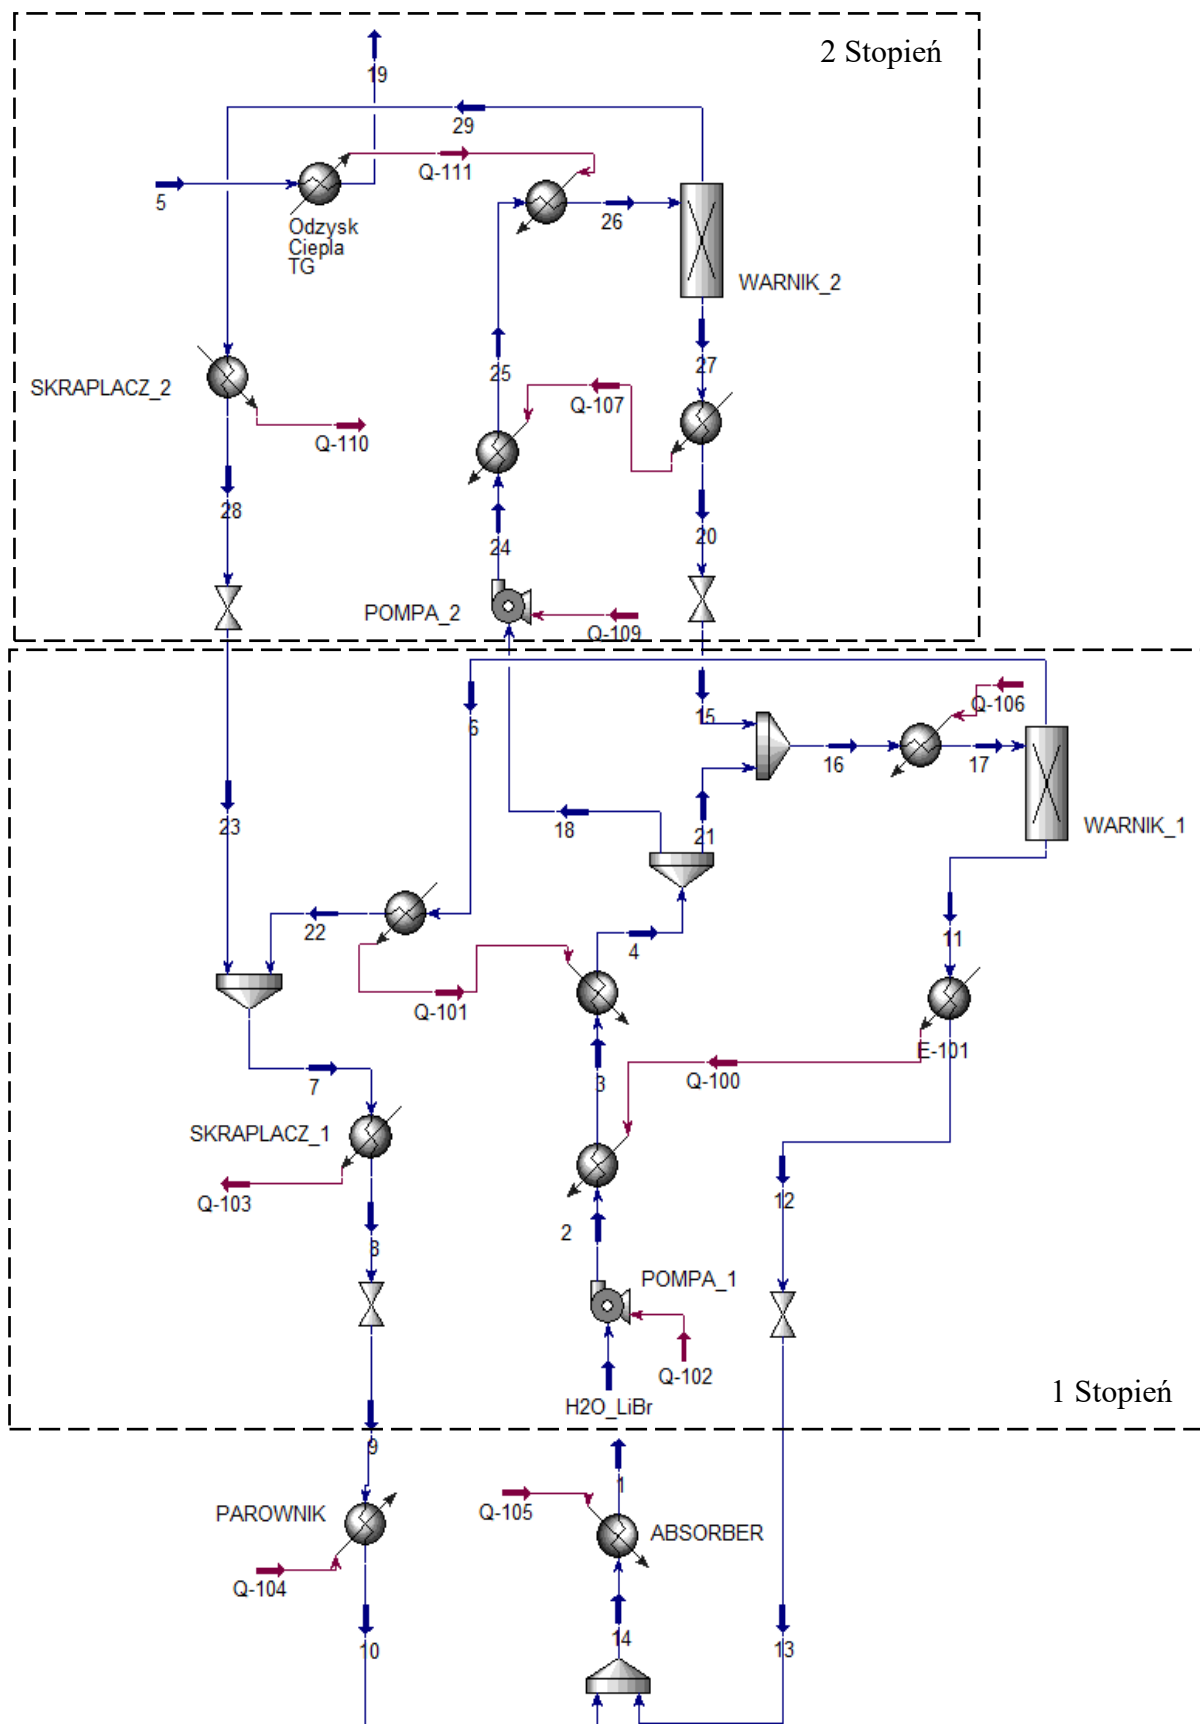 2 Stopień
19
29
Q-111
5
26
Odzysk
Ciepla
TG
WARNIK_2
27
25
SKRAPLACZ_2
Q-107
Q-110
28
20
24
POMPA_2
Q-109
15
Q-106
6
16
17
23
18
21
WARNIK_1
22
4
11
Q-101
E-101
3
Q-100
7
SKRAPLACZ_1
Q-103
12
8
2
POMPA_1
Q-102
H2O_LiBr
1 Stopień
9
1
PAROWNIK
Q-105
ABSORBER
Q-104
10
14
13